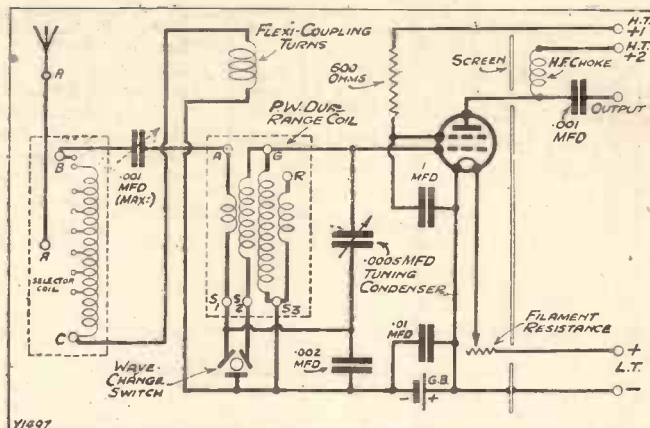 FLEXI-COUPLING
TURNS
H.T.
+1
H.T.
+2
600
OHMS
SCREEN
H.F. CHOKE
OUTPUT
.001
MFD
A
P.W. DUAL-
RANGE COIL
B
.001
MFD
(MAX:)
A
G
R
1
MFD
.0005 MFD
TUNING
CONDENSER
A
SELECTOR
COIL
S1
S2
S3
C
FILAMENT
RESISTANCE
.01
MFD
WAVE-
CHANGE
SWITCH
.002
MFD
G.B.
- +
+
L.T.
-
Y1497